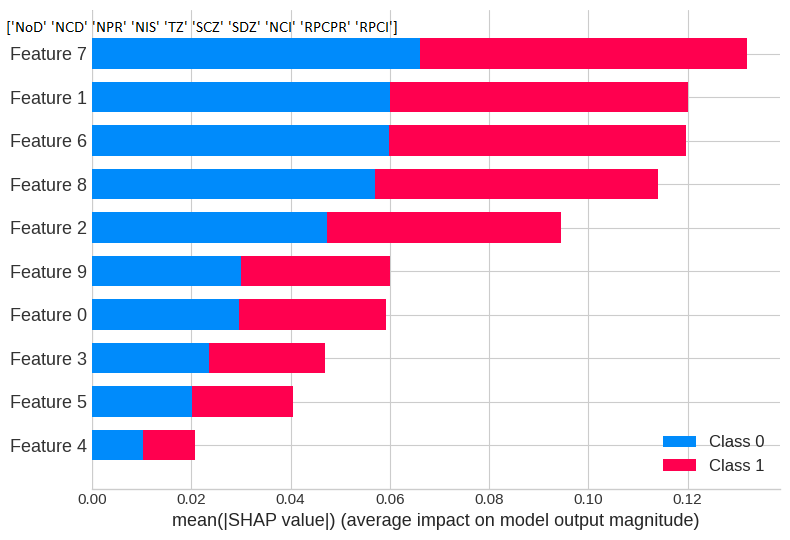 ['NoD' 'NCD' 'NPR' 'NIS' 'TZ' 'SCZ' 'SDZ' 'NCI' 'RPCPR' 'RPCI']
Feature 7
Feature 1
Feature 6
Feature 8
Feature 2
Feature 9
Feature 0
Feature 3
Feature 5
Feature 4
Class 0
Class 1
0.00 0.02 0.04 0.06 0.08 0.10 0.12
mean(|SHAP value|) (average impact on model output magnitude)